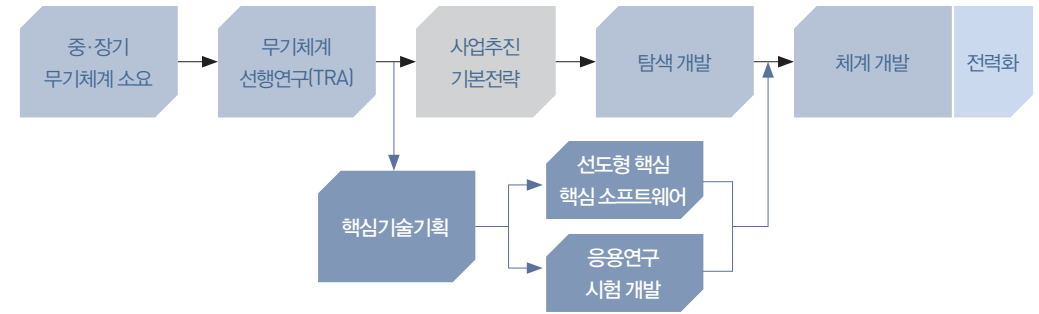 중·장기
무기체계 소요
무기체계
선행연구(TRA)
사업추진
기본전략
탐색 개발
체계 개발
전력화
핵심기술기획
선도형 핵심
핵심 소프트웨어
응용연구
시험 개발